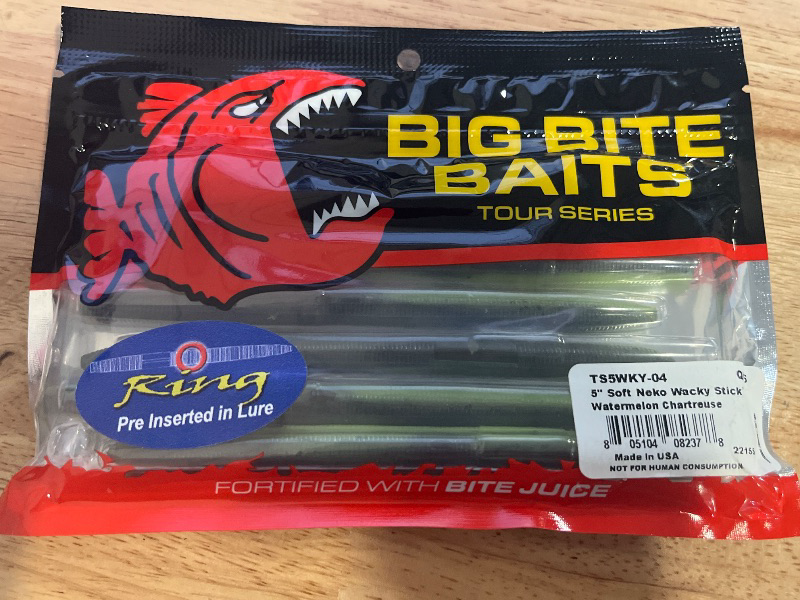 BIG BITE
BAITS
TOUR SERIES
Ring
Pre Inserted in Lure
TS5WKY-04
5" Soft Neko Wacky Stick
Watermelon Chartreuse
8 05104 08237 8
Made in USA
NOT FOR HUMAN CONSUMPTION
FORTIFIED WITH BITE JUICE